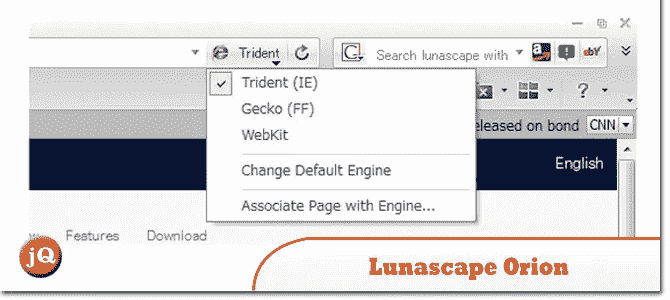 Trident
Search lunascape with
Trident (IE)
Gecko (FF)
WebKit
Change Default Engine
Associate Page with Engine...
eleased on bond CNN
English
Features Download
jQ
Lunascape Orion